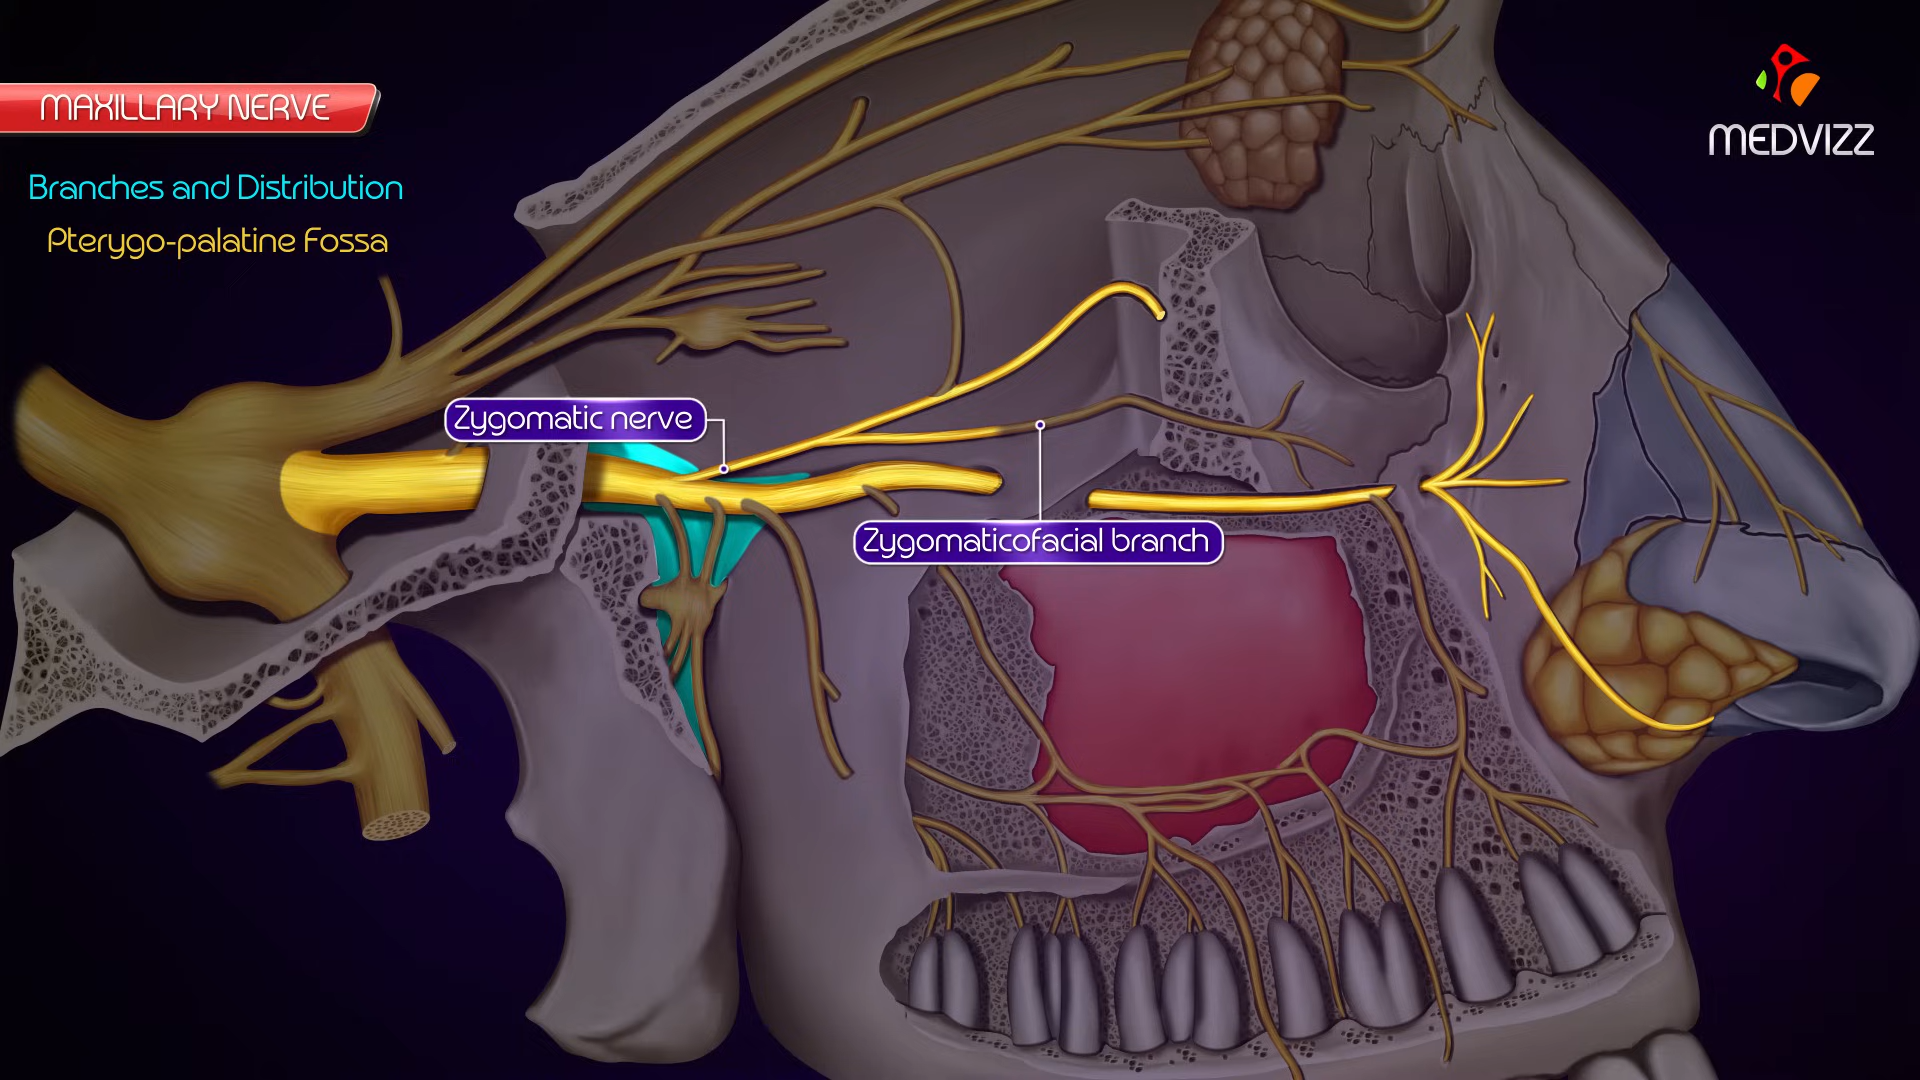 MAXILLARY NERVE
Branches and Distribution
Pterygo-palatine Fossa
MEDVIZZ
Zygomatic nerve
Zygomaticofacial branch